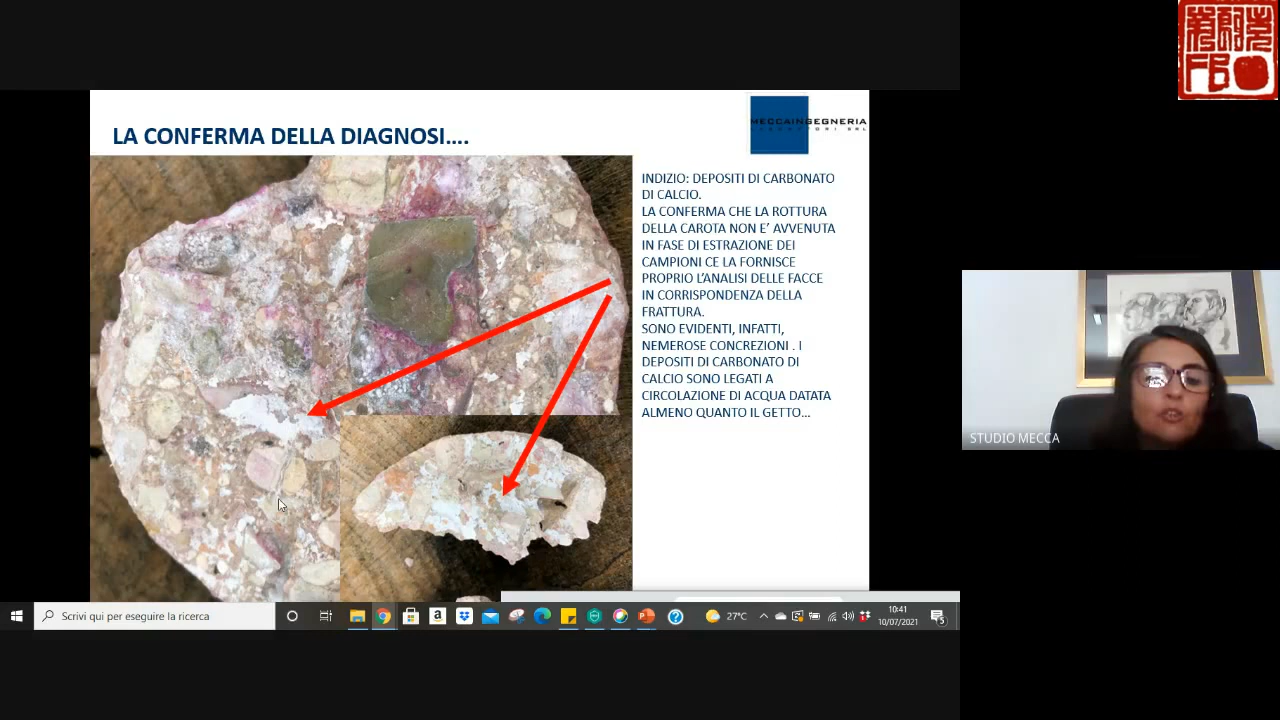 LA CONFERMA DELLA DIAGNOSI....
MECCAINGEGNERIA
LABORATORI SRL
INDIZIO: DEPOSITI DI CARBONATO
DI CALCIO.
LA CONFERMA CHE LA ROTTURA
DELLA CAROTA NON E' AVVENUTA
IN FASE DI ESTRAZIONE DEI
CAMPIONI CE LA FORNISCE
PROPRIO L'ANALISI DELLE FACCE
IN CORRISPONDENZA DELLA
FRATTURA.
SONO EVIDENTI, INFATTI,
NEMEROSE CONCREZIONI . I
DEPOSITI DI CARBONATO DI
CALCIO SONO LEGATI A
CIRCOLAZIONE DI ACQUA DATATA
ALMENO QUANTO IL GETTO...
STUDIO MECCA
Scrivi qui per eseguire la ricerca
27°C
10:41
10/07/2021
5